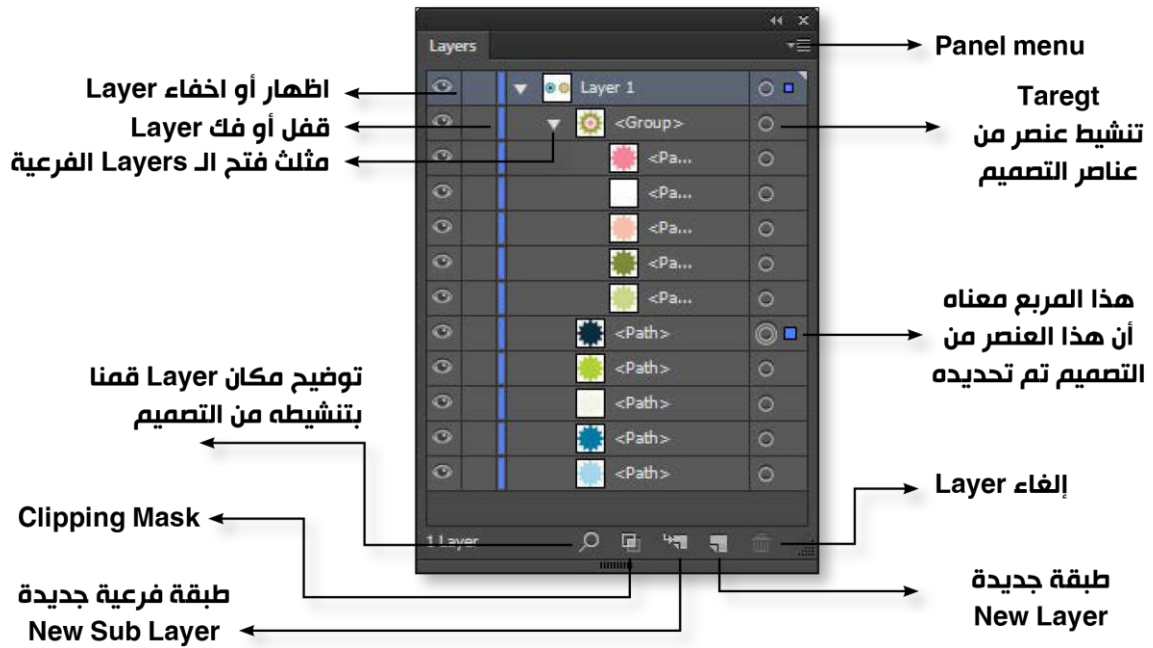 Layers
Layer 1
<Group>
<Pa...
<Pa...
<Pa...
<Pa...
<Pa...
<Path>
<Path>
<Path>
<Path>
<Path>
1 Layer
Panel menu
Taregt
تنشيط عنصر من
عناصر التصميم
هذا المربع معناه
أن هذا العنصر من
التصميم تم تحديده
إلغاء Layer
طبقة جديدة
New Layer
اظهار أو اخفاء Layer
قفل أو فك Layer
مثلث فتح الـ Layers الفرعية
توضيح مكان Layer قمنا
بتنشيطه من التصميم
Clipping Mask
طبقة فرعية جديدة
New Sub Layer